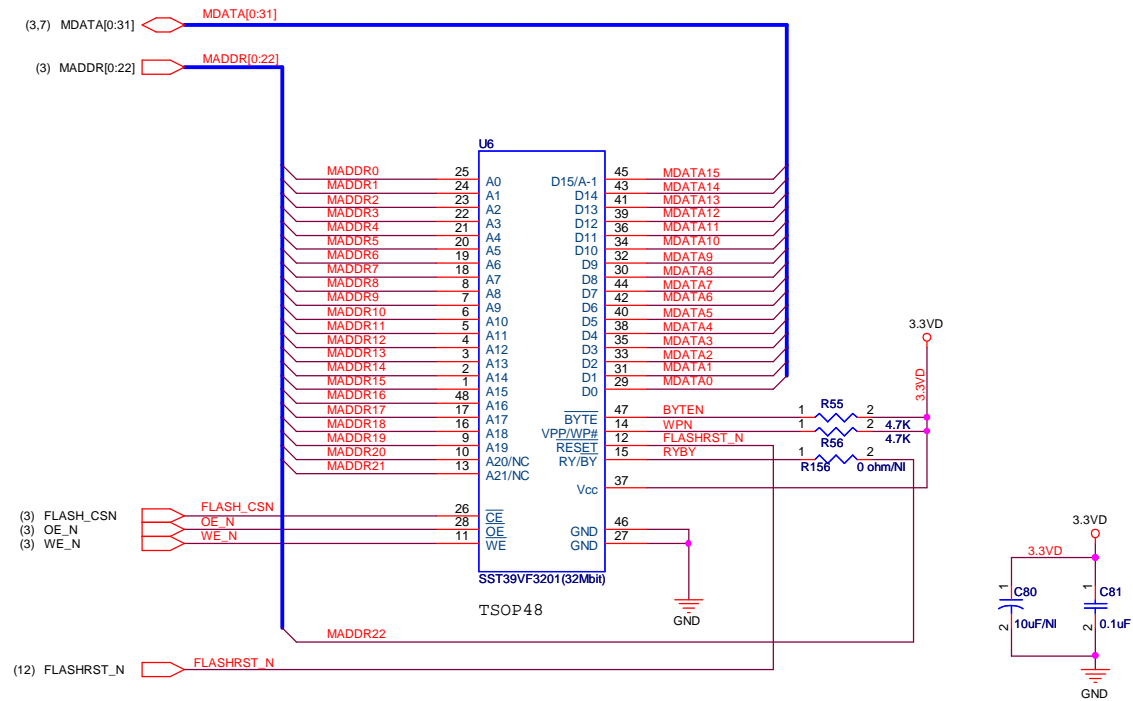 MDATA[0:31]
(3,7) MDATA[0:31]
MADDR[0:22]
(3) MADDR[0:22]
U6
MADDR0 25 A0 D15/A-1 45 MDATA15
MADDR1 24 A1 D14 43 MDATA14
MADDR2 23 A2 D13 41 MDATA13
MADDR3 22 A3 D12 39 MDATA12
MADDR4 21 A4 D11 36 MDATA11
MADDR5 20 A5 D10 34 MDATA10
MADDR6 19 A6 D9 32 MDATA9
MADDR7 18 A7 D8 30 MDATA8
MADDR8 8 A8 D7 44 MDATA7
MADDR9 7 A9 D6 42 MDATA6
MADDR10 6 A10 D5 40 MDATA5
MADDR11 5 A11 D4 38 MDATA4
MADDR12 4 A12 D3 35 MDATA3
MADDR13 3 A13 D2 33 MDATA2
MADDR14 2 A14 D1 31 MDATA1
MADDR15 1 A15 D0 29 MDATA0
MADDR16 48 A16
MADDR17 17 A17 BYTE 47 BYTEN 1 R55 2 4.7K
MADDR18 16 A18 VPP/WP# 14 WPN 1 R56 2 4.7K
MADDR19 9 A19 RESET 12 FLASHRST_N
MADDR20 10 A20/NC RY/BY 15 RYBY 1 R156 2 0 ohm/NI
MADDR21 13 A21/NC
Vcc 37
3.3VD
3.3VD
(3) FLASH_CSN FLASH_CSN 26 CE
(3) OE_N OE_N 28 OE GND 46
(3) WE_N WE_N 11 WE GND 27
SST39VF3201(32Mbit)
TSOP48
GND
MADDR22
(12) FLASHRST_N FLASHRST_N
3.3VD
3.3VD
1 C80 2 10uF/NI
1 C81 2 0.1uF
GND